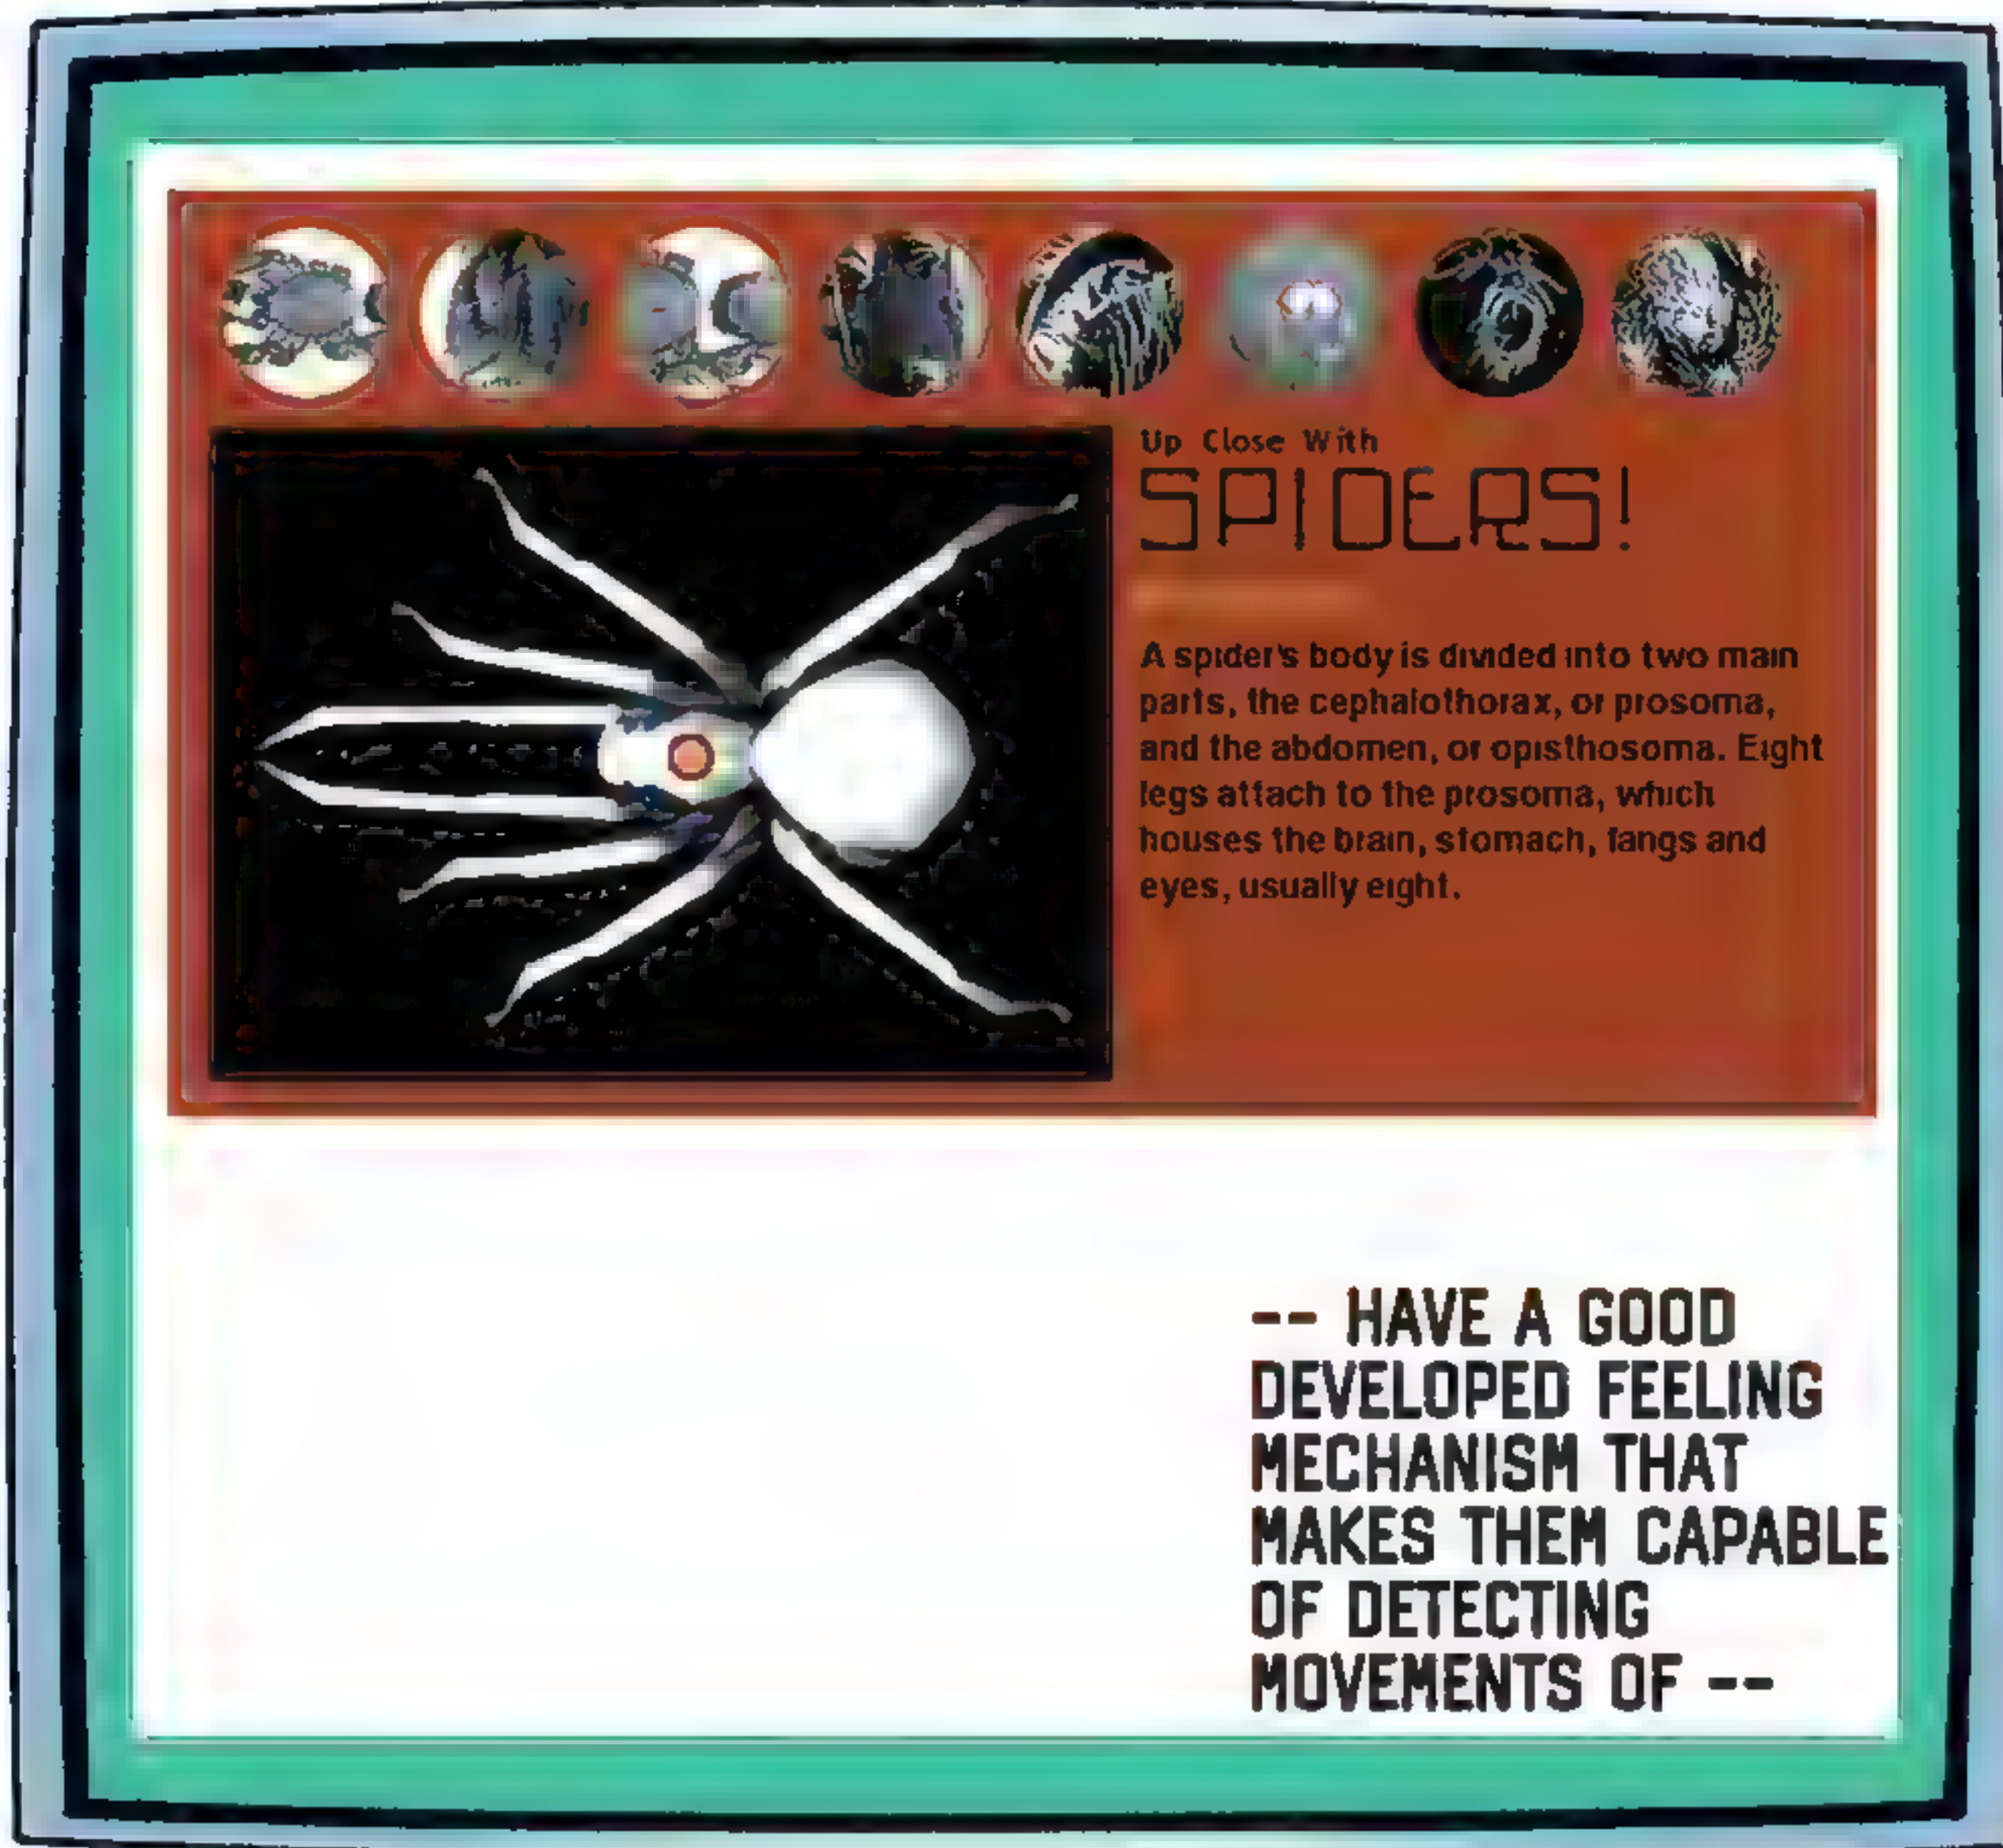 Up Close With
SPIDERS!
A spider's body is divided into two main
parts, the cephalothorax, or prosoma,
and the abdomen, or opisthosoma. Eight
legs attach to the prosoma, which
houses the brain, stomach, fangs and
eyes, usually eight.
-- HAVE A GOOD
DEVELOPED FEELING
MECHANISM THAT
MAKES THEM CAPABLE
OF DETECTING
MOVEMENTS OF --